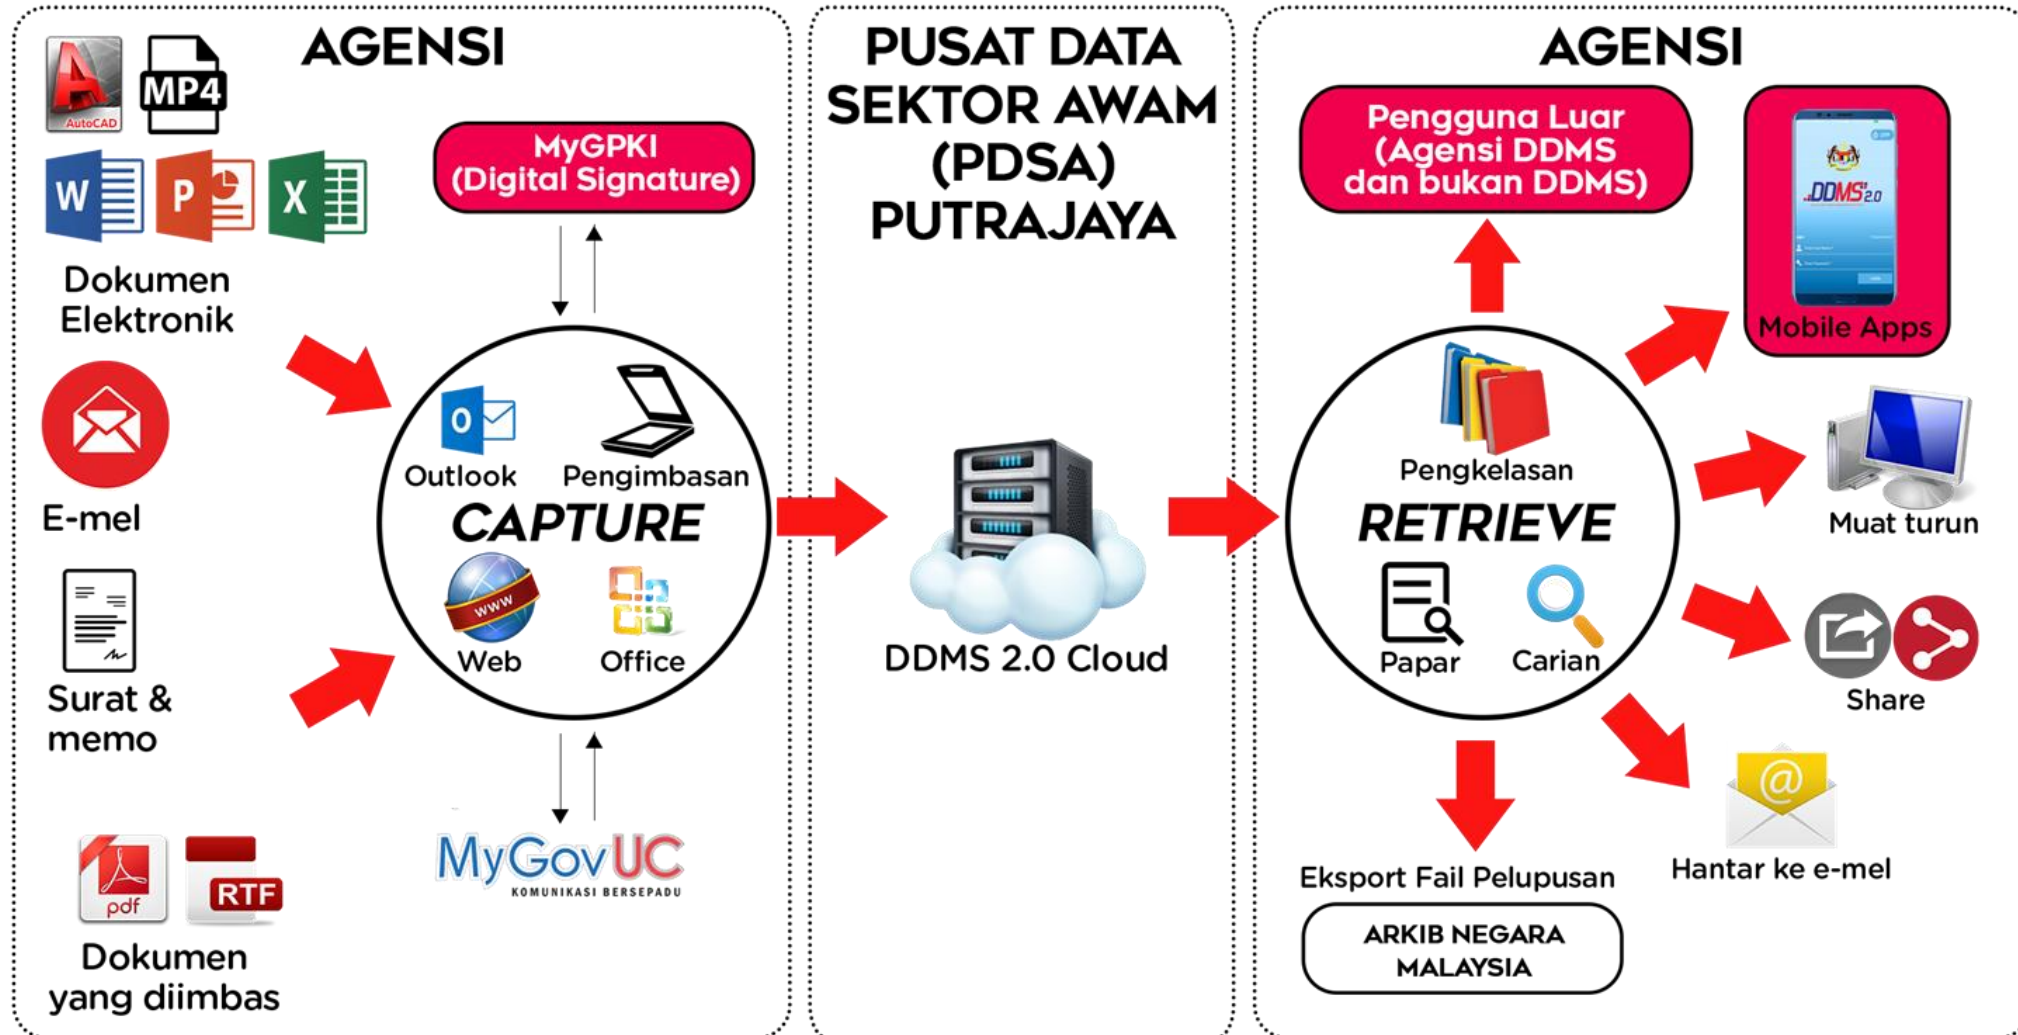 AGENSI
AutoCAD
MP4
W
P
X
Dokumen
Elektronik
E-mel
Surat &
memo
pdf
RTF
Dokumen
yang diimbas
MyGPKI
(Digital Signature)
O
Outlook
Pengimbasan
CAPTURE
www
Web
Office
MyGovUC
KOMUNIKASI BERSEPADU
PUSAT DATA
SEKTOR AWAM
(PDSA)
PUTRAJAYA
DDMS 2.0 Cloud
AGENSI
Pengguna Luar
(Agensi DDMS
dan bukan DDMS)
DDMS 2.0
Mobile Apps
Pengkelasan
RETRIEVE
Papar
Carian
Muat turun
Share
@
Hantar ke e-mel
Eksport Fail Pelupusan
ARKIB NEGARA
MALAYSIA